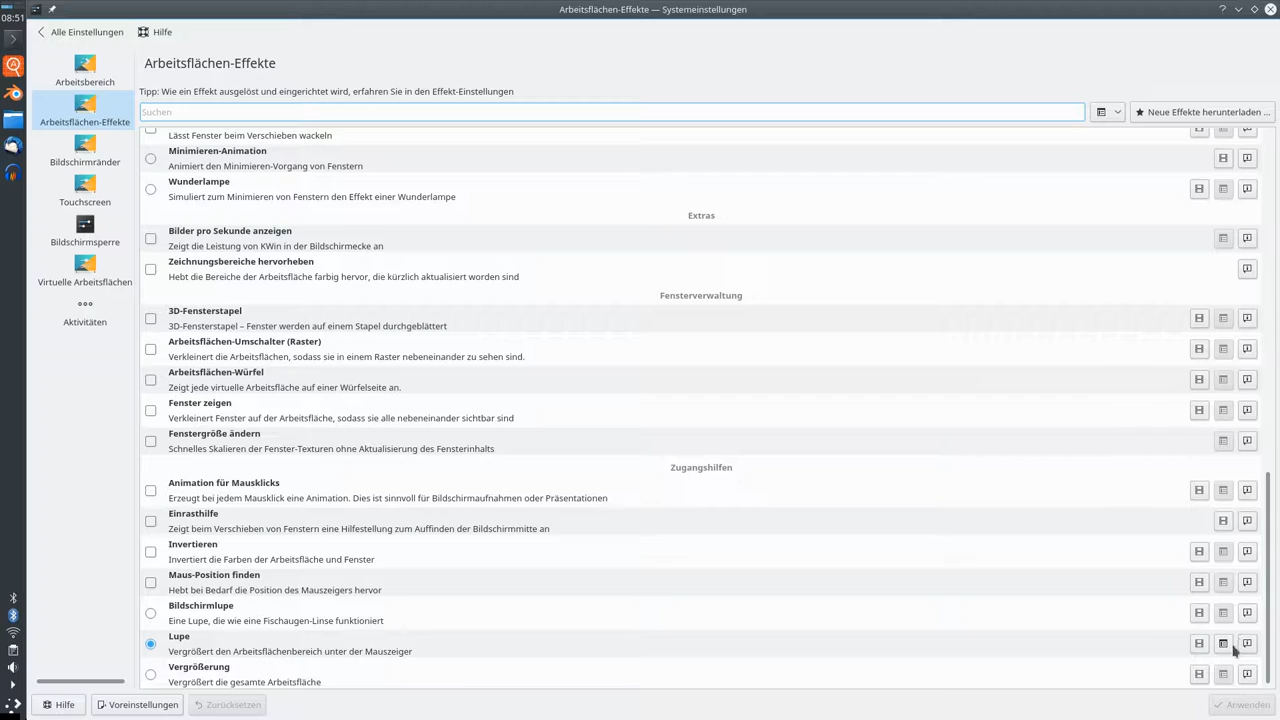 Arbeitsflächen-Effekte — Systemeinstellungen
08:51
Alle Einstellungen
Hilfe
Arbeitsbereich
Arbeitsflächen-Effekte
Bildschirmränder
Touchscreen
Bildschirmsperre
Virtuelle Arbeitsflächen
Aktivitäten
Arbeitsflächen-Effekte
Tipp: Wie ein Effekt ausgelöst und eingerichtet wird, erfahren Sie in den Effekt-Einstellungen
Suchen
Neue Effekte herunterladen ...
Lässt Fenster beim Verschieben wackeln
Minimieren-Animation
Animiert den Minimieren-Vorgang von Fenstern
Wunderlampe
Simuliert zum Minimieren von Fenstern den Effekt einer Wunderlampe
Extras
Bilder pro Sekunde anzeigen
Zeigt die Leistung von KWin in der Bildschirmecke an
Zeichnungsbereiche hervorheben
Hebt die Bereiche der Arbeitsfläche farbig hervor, die kürzlich aktualisiert worden sind
Fensterverwaltung
3D-Fensterstapel
3D-Fensterstapel – Fenster werden auf einem Stapel durchgeblättert
Arbeitsflächen-Umschalter (Raster)
Verkleinert die Arbeitsflächen, sodass sie in einem Raster nebeneinander zu sehen sind.
Arbeitsflächen-Würfel
Zeigt jede virtuelle Arbeitsfläche auf einer Würfelseite an.
Fenster zeigen
Verkleinert Fenster auf der Arbeitsfläche, sodass sie alle nebeneinander sichtbar sind
Fenstergröße ändern
Schnelles Skalieren der Fenster-Texturen ohne Aktualisierung des Fensterinhalts
Zugangshilfen
Animation für Mausklicks
Erzeugt bei jedem Mausklick eine Animation. Dies ist sinnvoll für Bildschirmaufnahmen oder Präsentationen
Einrasthilfe
Zeigt beim Verschieben von Fenstern eine Hilfestellung zum Auffinden der Bildschirmmitte an
Invertieren
Invertiert die Farben der Arbeitsfläche und Fenster
Maus-Position finden
Hebt bei Bedarf die Position des Mauszeigers hervor
Bildschirmlupe
Eine Lupe, die wie eine Fischaugen-Linse funktioniert
Lupe
Vergrößert den Arbeitsflächenbereich unter der Mauszeiger
Vergrößerung
Vergrößert die gesamte Arbeitsfläche
Hilfe
Voreinstellungen
Zurücksetzen
Anwenden